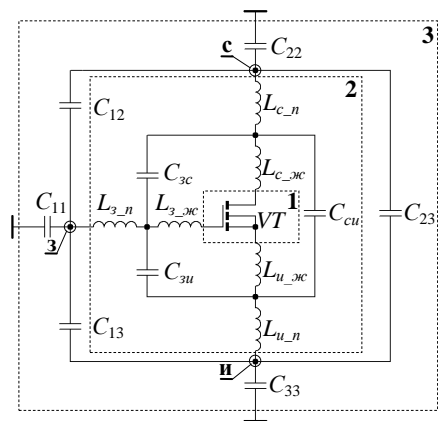 3
с
C22
2
C12
Lс_п
Cзс
Lс_ж
C11
Lз_п
Lз_ж
1
VT
Cси
C23
з
Cзи
Lи_ж
C13
Lи_п
и
C33